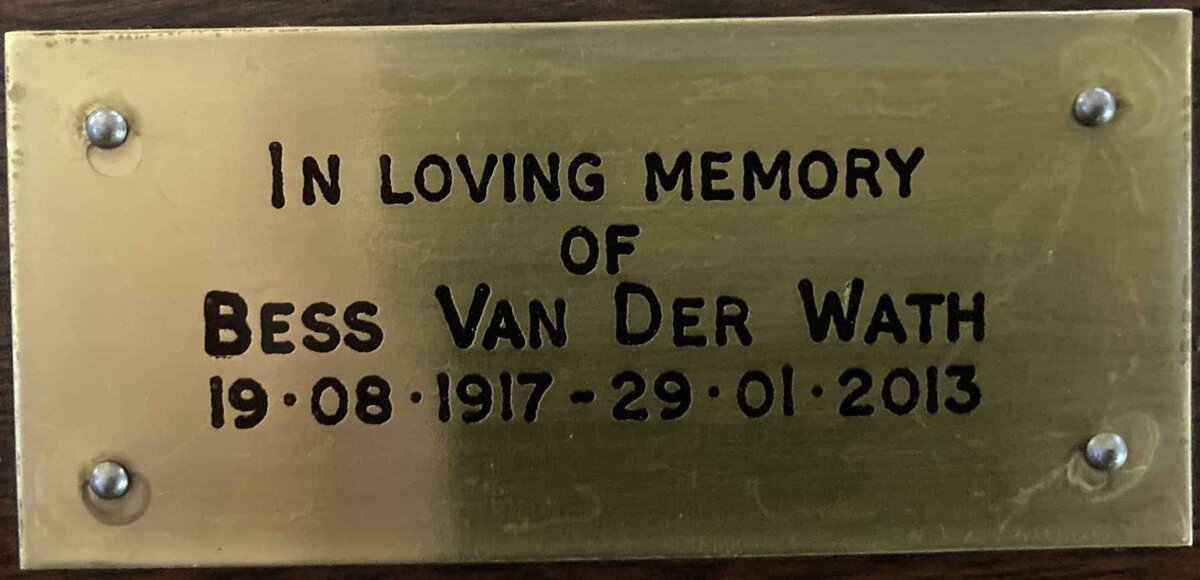 In loving memory
of
Bess Van Der Wath
19·08·1917-29·01·2013